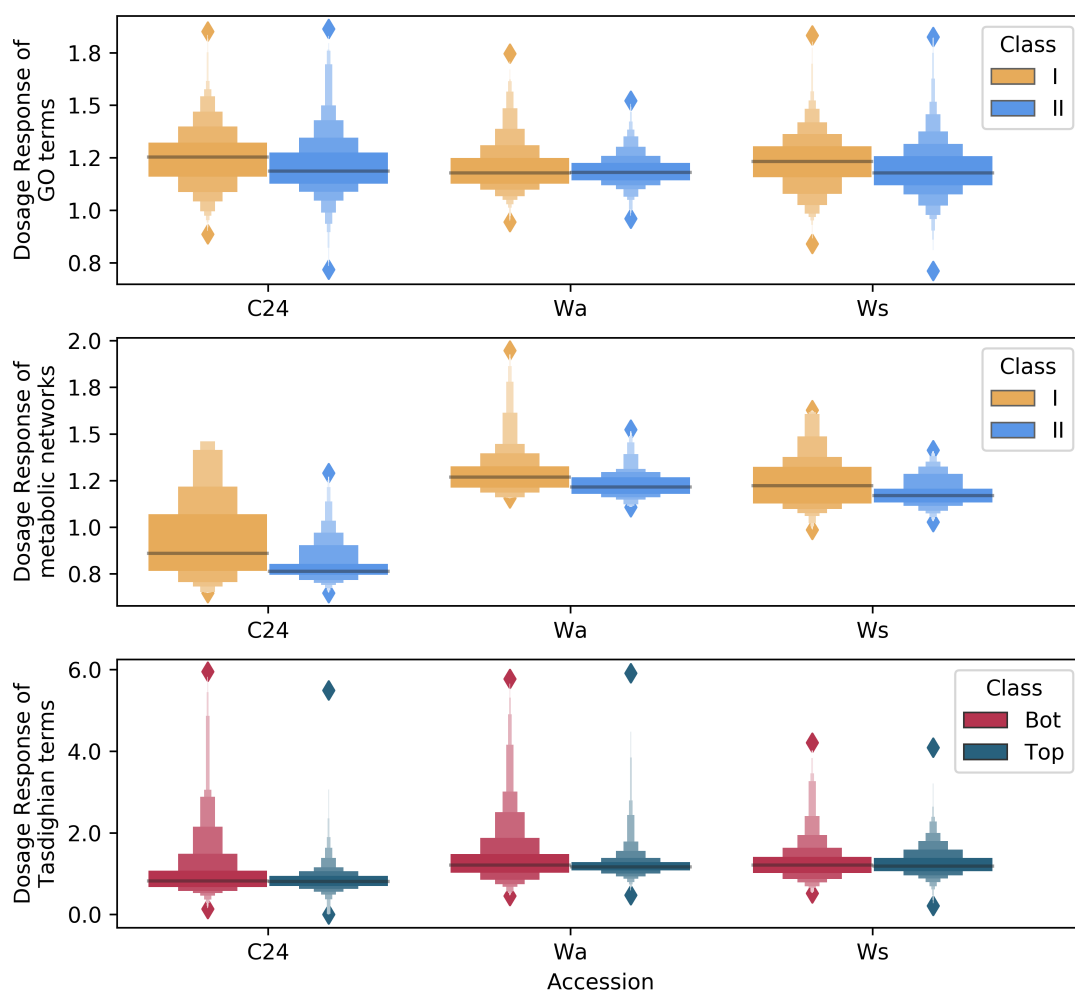 Dosage Response of
GO terms
1.8
1.5
1.2
1.0
0.8
Class
I
II
C24
Wa
Ws
Dosage Response of
metabolic networks
2.0
1.8
1.5
1.2
1.0
0.8
Class
I
II
C24
Wa
Ws
Dosage Response of
Tasdighian terms
6.0
4.0
2.0
0.0
Class
Bot
Top
C24
Wa
Ws
Accession